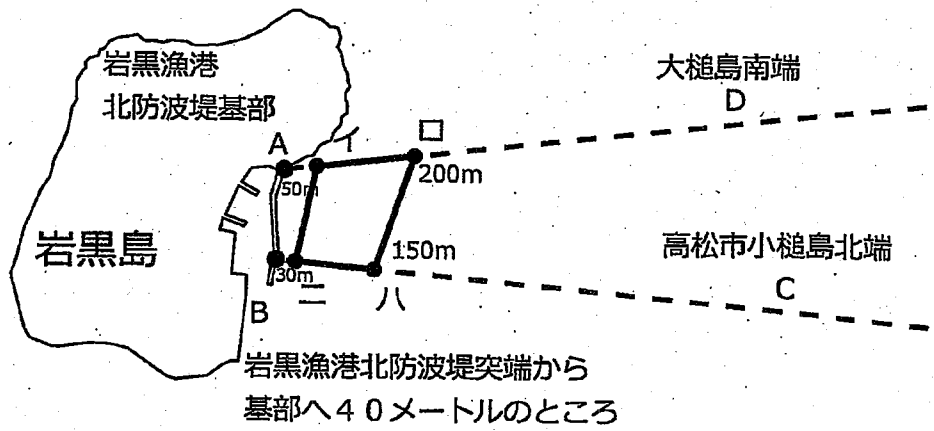 岩黒漁港
北防波堤基部
大槌島南端
D
A
イ
ロ
50m
200m
岩黒島
150m
高松市小槌島北端
30m
ニ
ハ
C
B
岩黒漁港北防波堤突端から
基部へ40メートルのところ